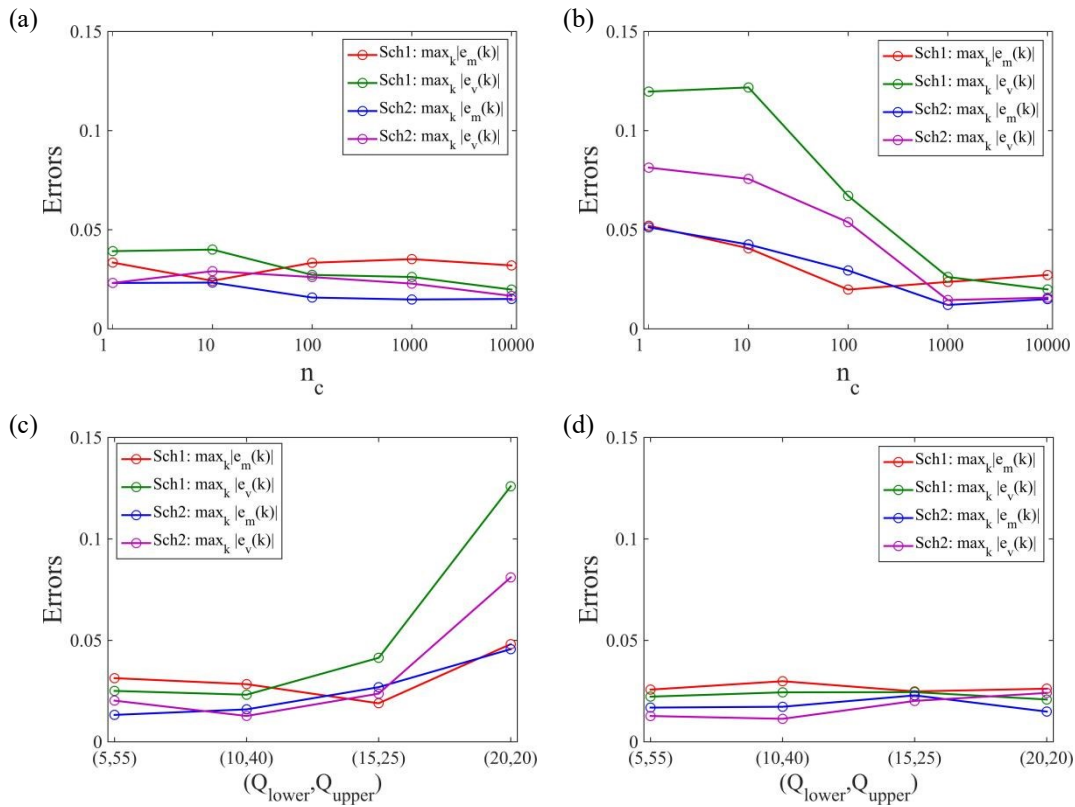 (a)
0.15
0.1
0.05
0
Errors
Sch1: max_k|e_m(k)|
Sch1: max_k |e_v(k)|
Sch2: max_k |e_m(k)|
Sch2: max_k |e_v(k)|
1 10 100 1000 10000
n_c
(b)
0.15
0.1
0.05
0
Errors
Sch1: max_k|e_m(k)|
Sch1: max_k |e_v(k)|
Sch2: max_k |e_m(k)|
Sch2: max_k |e_v(k)|
1 10 100 1000 10000
n_c
(c)
0.15
0.1
0.05
0
Errors
Sch1: max_k|e_m(k)|
Sch1: max_k |e_v(k)|
Sch2: max_k |e_m(k)|
Sch2: max_k |e_v(k)|
(5,55) (10,40) (15,25) (20,20)
(Q_lower,Q_upper)
(d)
0.15
0.1
0.05
0
Errors
Sch1: max_k|e_m(k)|
Sch1: max_k |e_v(k)|
Sch2: max_k |e_m(k)|
Sch2: max_k |e_v(k)|
(5,55) (10,40) (15,25) (20,20)
(Q_lower,Q_upper)